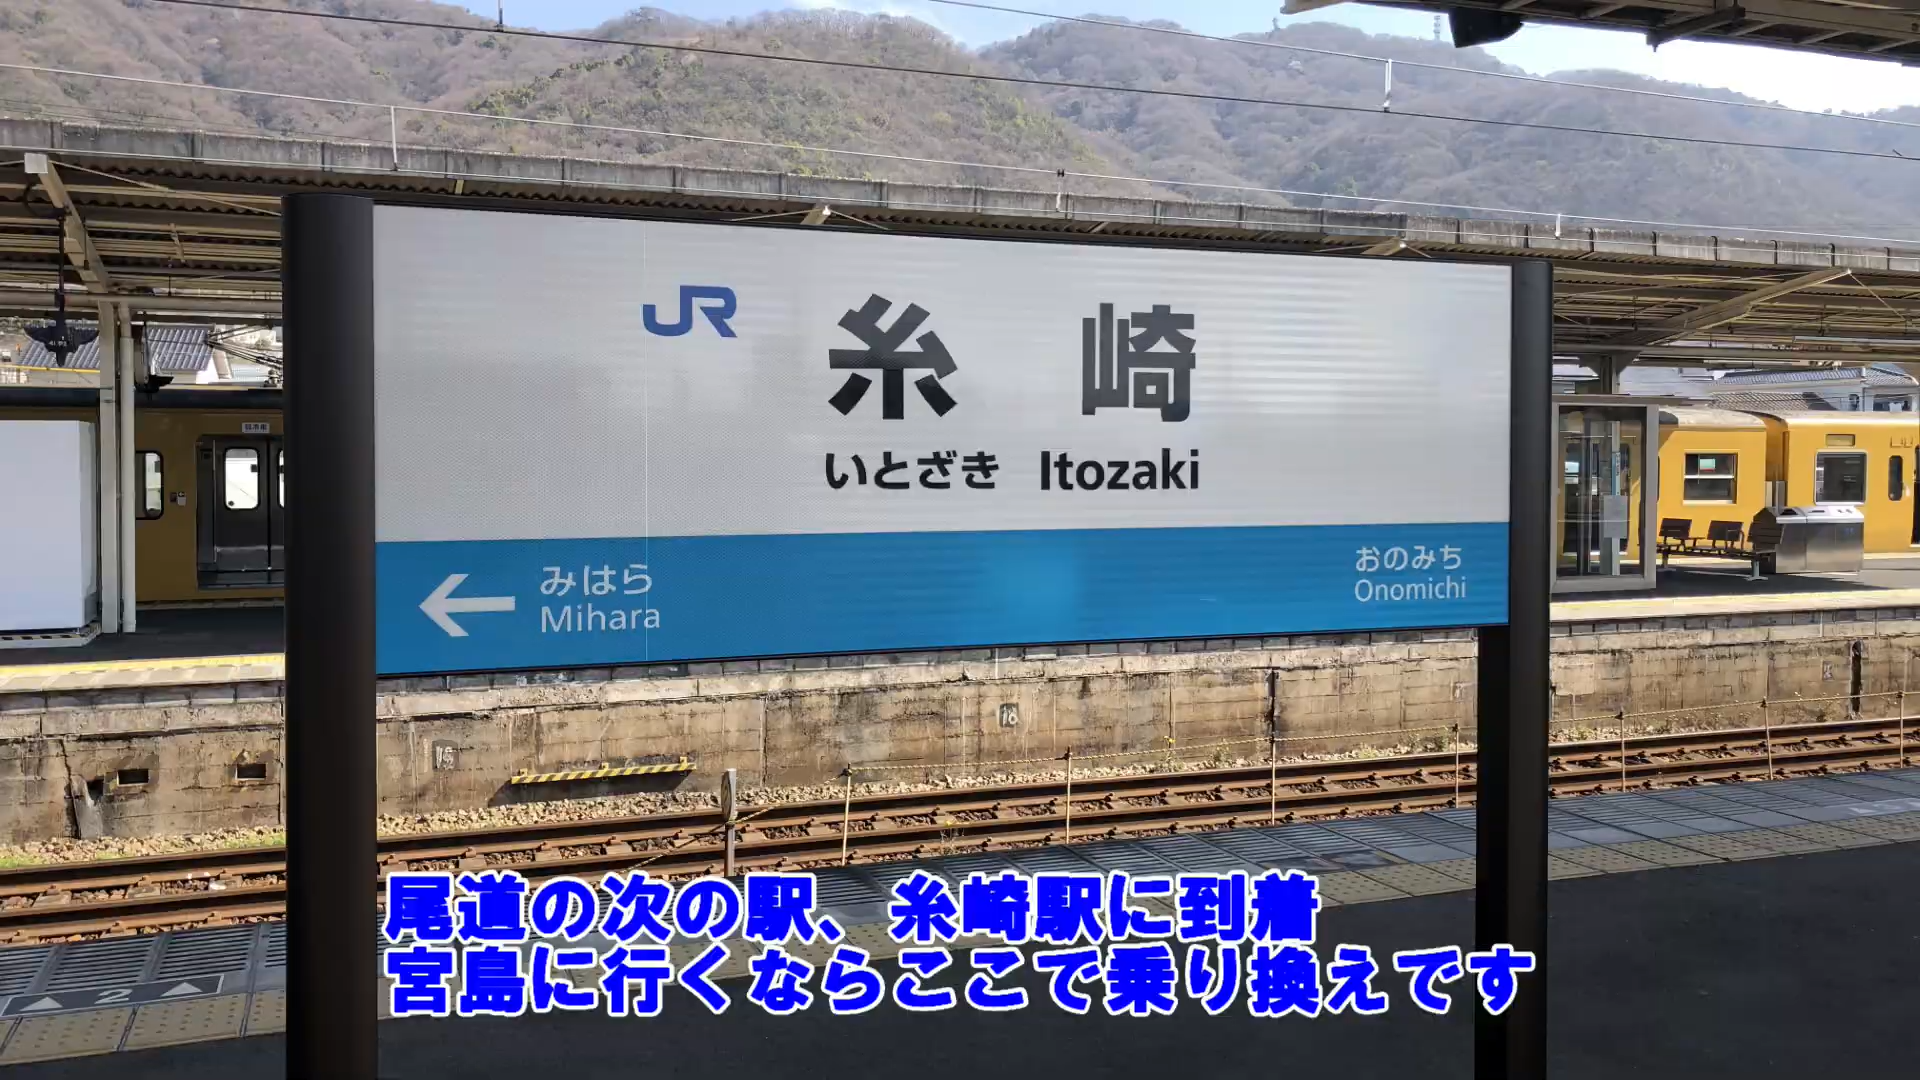 JR
糸崎
いとざき Itozaki
← みはら
Mihara
おのみち
Onomichi
18
▲ 2 ▲
尾道の次の駅、糸崎駅に到着
宮島に行くならここで乗り換えです